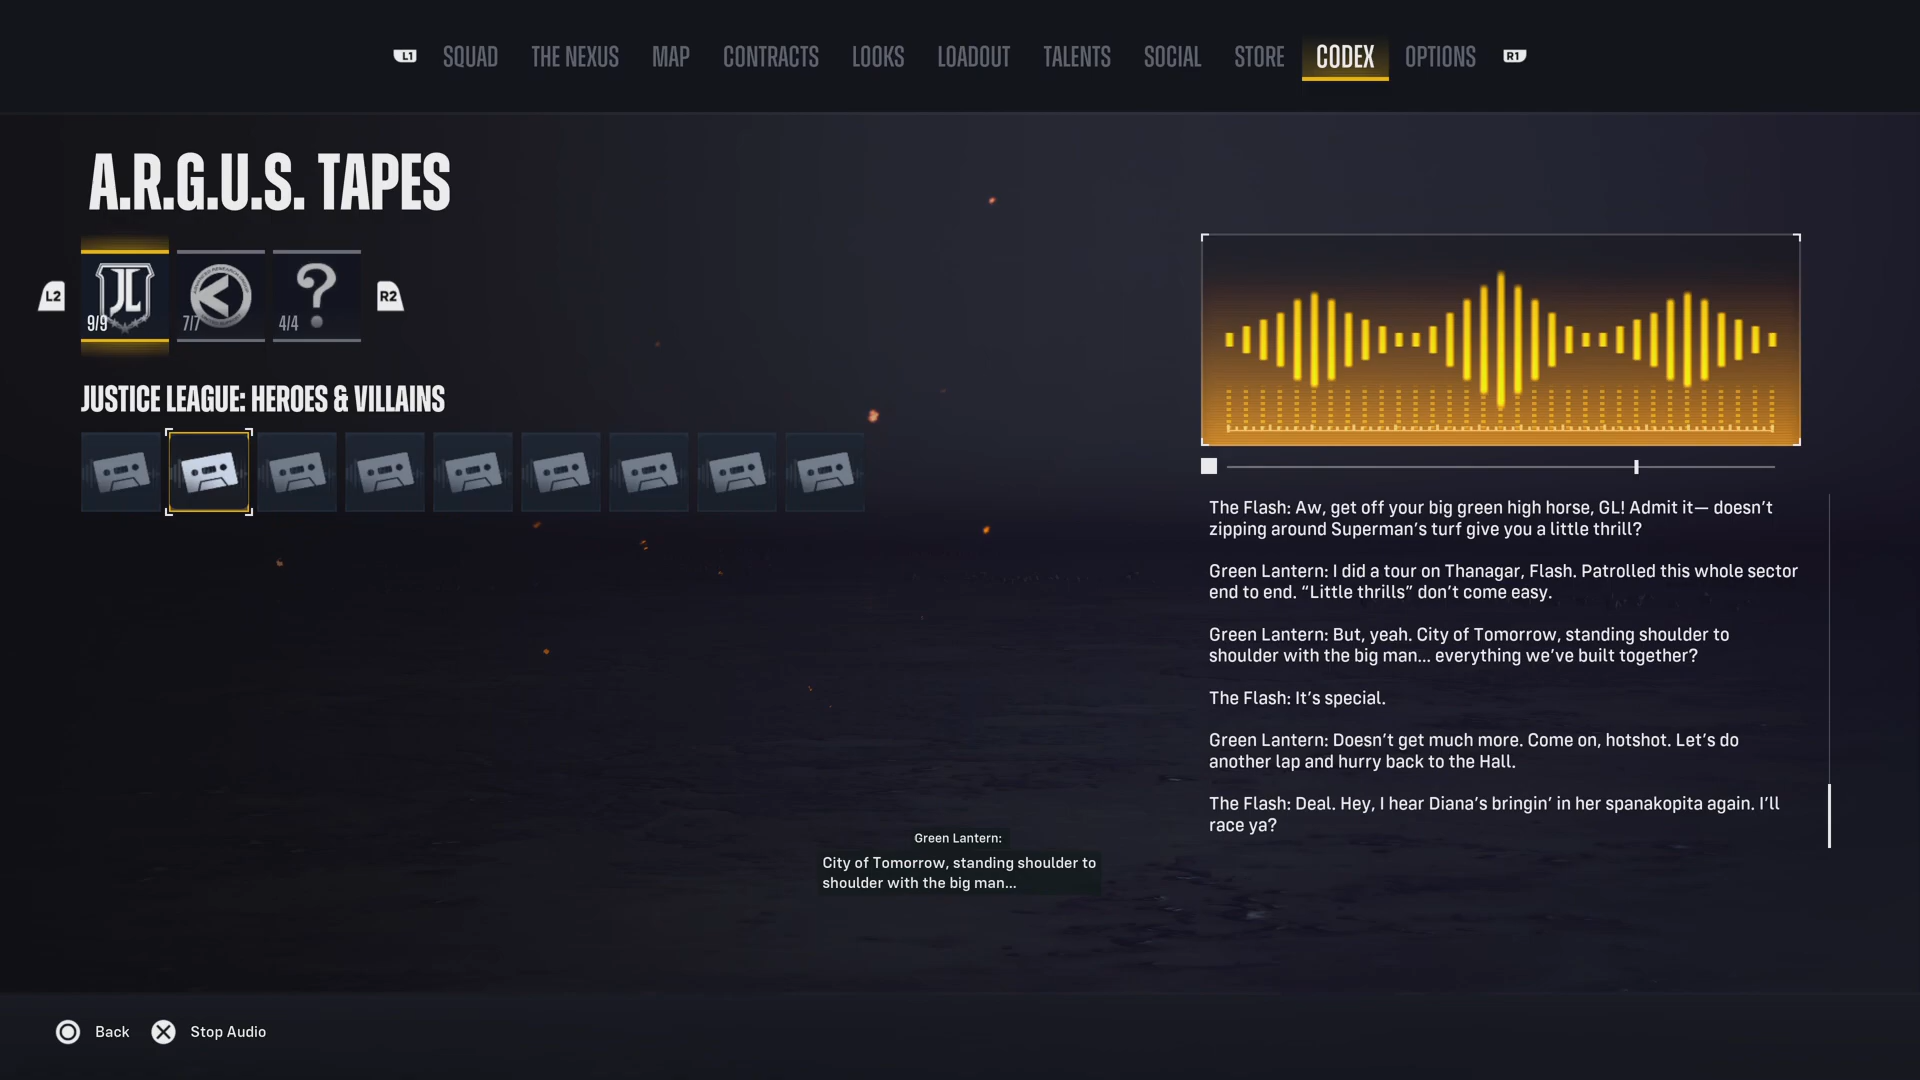 L1 SQUAD THE NEXUS MAP CONTRACTS LOOKS LOADOUT TALENTS SOCIAL STORE CODEX OPTIONS R1
A.R.G.U.S. TAPES
L2 JL 9/9 7/7 4/4 ? R2
JUSTICE LEAGUE: HEROES & VILLAINS
The Flash: Aw, get off your big green high horse, GL! Admit it— doesn't
zipping around Superman's turf give you a little thrill?
Green Lantern: I did a tour on Thanagar, Flash. Patrolled this whole sector
end to end. “Little thrills” don't come easy.
Green Lantern: But, yeah. City of Tomorrow, standing shoulder to
shoulder with the big man... everything we've built together?
The Flash: It's special.
Green Lantern: Doesn't get much more. Come on, hotshot. Let's do
another lap and hurry back to the Hall.
The Flash: Deal. Hey, I hear Diana's bringin' in her spanakopita again. I'll
race ya?
Green Lantern:
City of Tomorrow, standing shoulder to
shoulder with the big man...
Back Stop Audio